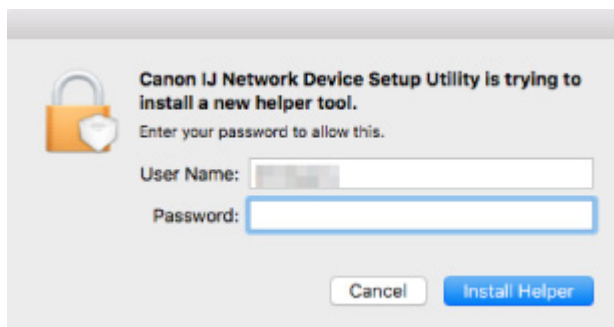 Canon IJ Network Device Setup Utility is trying to
install a new helper tool.
Enter your password to allow this.
User Name:
Password:
Cancel
Install Helper